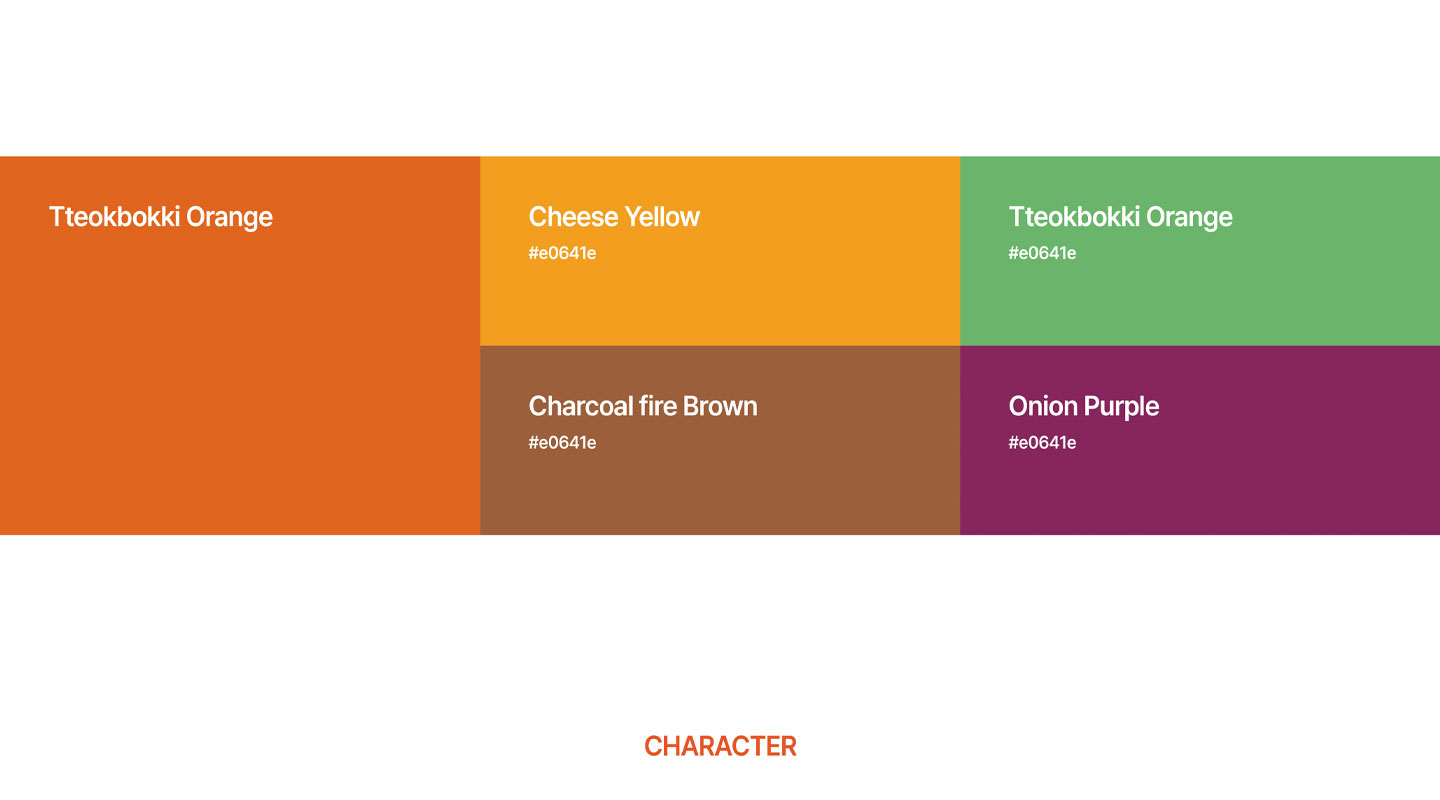 Tteokbokki Orange
Cheese Yellow
#e0641e
Tteokbokki Orange
#e0641e
Charcoal fire Brown
#e0641e
Onion Purple
#e0641e
CHARACTER